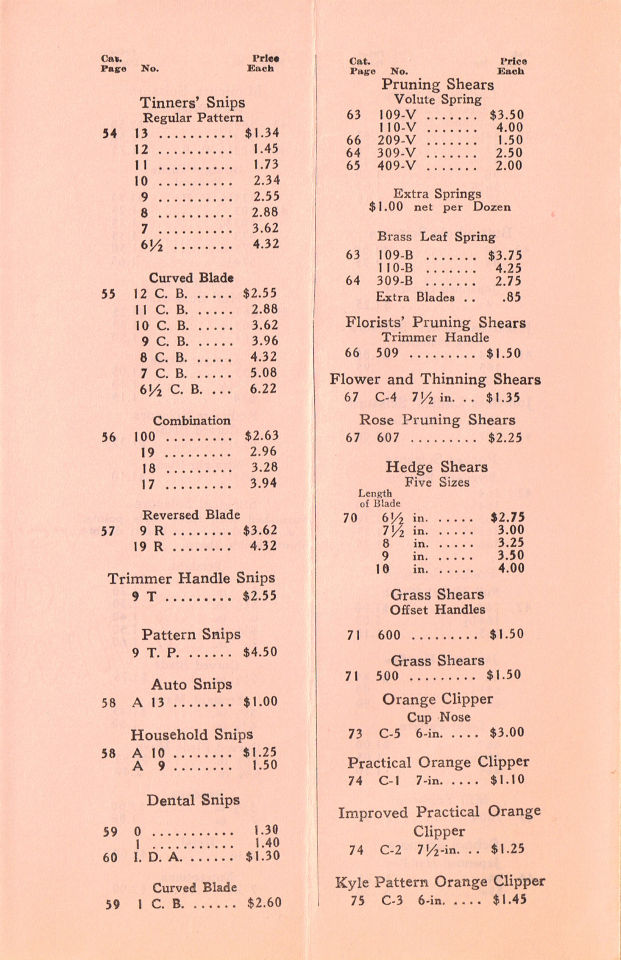 Cat. Price
Page No. Each
Tinners' Snips
Regular Pattern
54 13 .......... $1.34
12 .......... 1.45
11 .......... 1.73
10 .......... 2.34
9 .......... 2.55
8 .......... 2.88
7 .......... 3.62
6½ ........ 4.32
Curved Blade
55 12 C. B. ..... $2.55
11 C. B. ..... 2.88
10 C. B. ..... 3.62
9 C. B. ..... 3.96
8 C. B. ..... 4.32
7 C. B. ..... 5.08
6½ C. B. ... 6.22
Combination
56 100 ......... $2.63
19 ......... 2.96
18 ......... 3.28
17 ......... 3.94
Reversed Blade
57 9 R ........ $3.62
19 R ........ 4.32
Trimmer Handle Snips
9 T ......... $2.55
Pattern Snips
9 T. P. ...... $4.50
Auto Snips
58 A 13 ........ $1.00
Household Snips
58 A 10 ........ $1.25
A 9 ........ 1.50
Dental Snips
59 0 ........... 1.30
1 ........... 1.40
60 I. D. A. ...... $1.30
Curved Blade
59 1 C. B. ...... $2.60
Cat. Price
Page No. Each
Pruning Shears
Volute Spring
63 109-V ....... $3.50
110-V ....... 4.00
66 209-V ....... 1.50
64 309-V ....... 2.50
65 409-V ....... 2.00
Extra Springs
$1.00 net per Dozen
Brass Leaf Spring
63 109-B ....... $3.75
110-B ....... 4.25
64 309-B ....... 2.75
Extra Blades .. .85
Florists' Pruning Shears
Trimmer Handle
66 509 ......... $1.50
Flower and Thinning Shears
67 C-4 7½ in. .. $1.35
Rose Pruning Shears
67 607 ......... $2.25
Hedge Shears
Five Sizes
Length
of Blade
70 6½ in. ..... $2.75
7½ in. ..... 3.00
8 in. ..... 3.25
9 in. ..... 3.50
10 in. ..... 4.00
Grass Shears
Offset Handles
71 600 ......... $1.50
Grass Shears
71 500 ......... $1.50
Orange Clipper
Cup Nose
73 C-5 6-in. .... $3.00
Practical Orange Clipper
74 C-1 7-in. .... $1.10
Improved Practical Orange
Clipper
74 C-2 7½-in. .. $1.25
Kyle Pattern Orange Clipper
75 C-3 6-in. .... $1.45